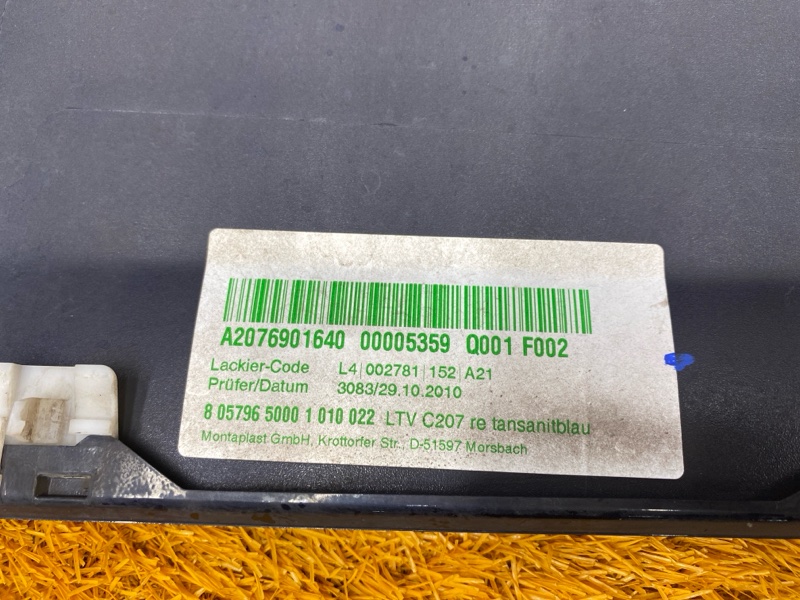 A2076901640 00005359 Q001 F002
Lackier-Code L4|002781|152|A21
Prüfer/Datum 3083/29.10.2010
8 05796 5000 1 010 022 LTV C207 re tansanitblau
Montaplast GmbH, Krottorfer Str., D-51597 Morsbach